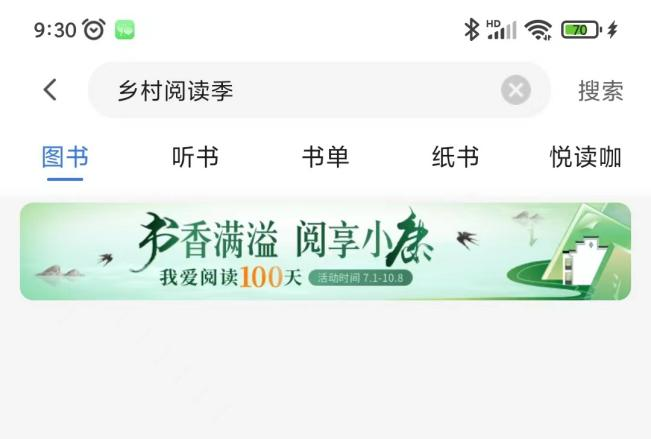 9:30 HD 70
乡村阅读季 搜索
图书 听书 书单 纸书 悦读咖
书香满溢 阅享小康
我爱阅读100天 活动时间 7.1-10.8